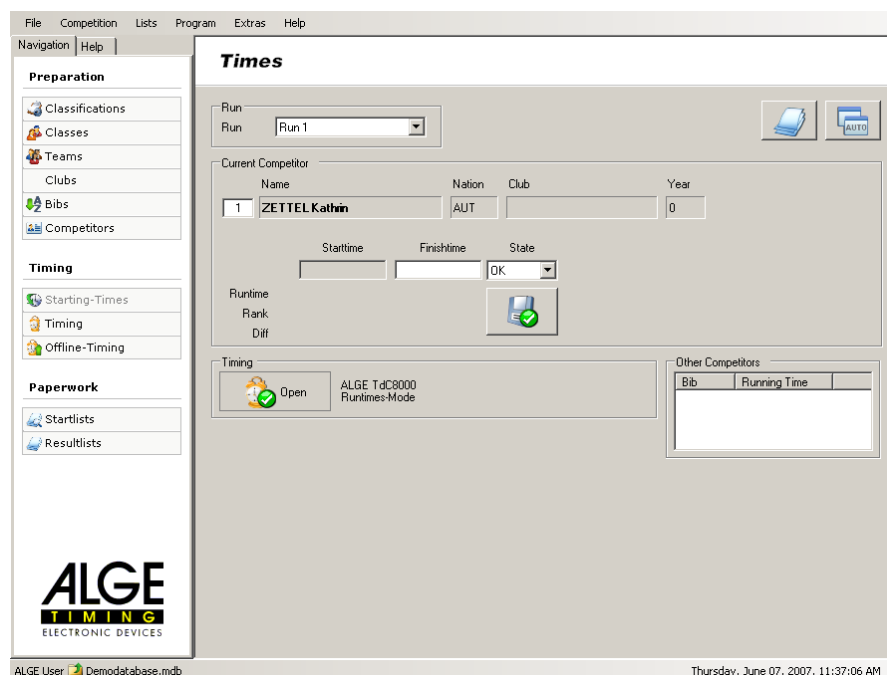 File Competition Lists Program Extras Help
Navigation Help
Times
Preparation
Classifications
Classes
Teams
Clubs
Bibs
Competitors
Timing
Starting-Times
Timing
Offline-Timing
Paperwork
Startlists
Resultlists
ALGE
TIMING
ELECTRONIC DEVICES
Run
Run Run 1
AUTO
Current Competitor
Name Nation Club Year
1 ZETTEL Kathrin AUT 0
Starttime Finishtime State
OK
Runtime
Rank
Diff
Timing
Open
ALGE TdC8000
Runtimes-Mode
Other Competitors
Bib Running Time
ALGE User Demodatabase.mdb Thursday, June 07, 2007, 11:37:06 AM